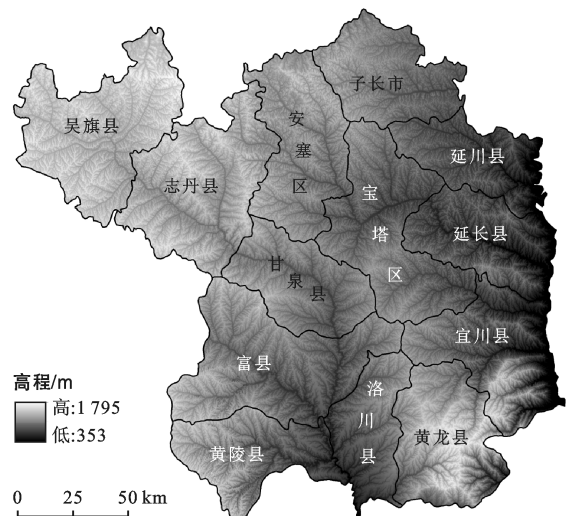 子长市
吴旗县
安塞区
延川县
志丹县
宝塔区
延长县
甘泉县
宜川县
富县
洛川县
黄龙县
黄陵县
高程/m
高:1 795
低:353
0 25 50 km